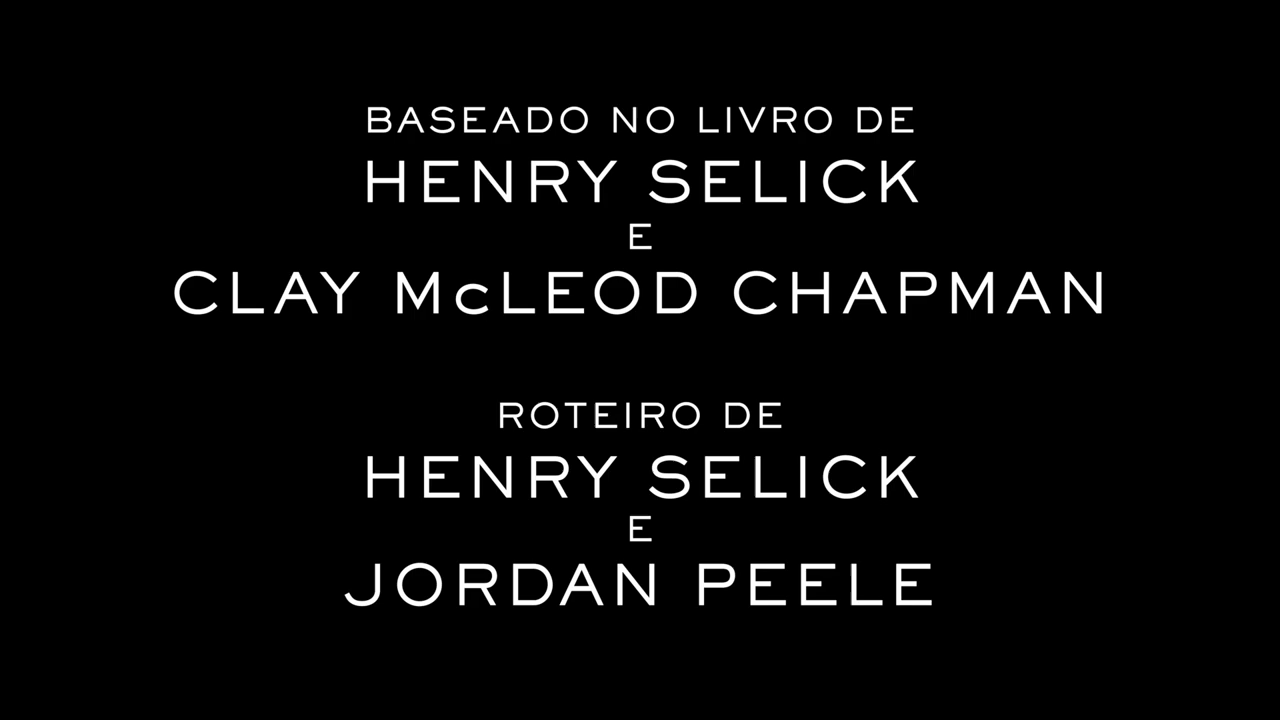 BASEADO NO LIVRO DE
HENRY SELICK
E
CLAY McLEOD CHAPMAN
ROTEIRO DE
HENRY SELICK
E
JORDAN PEELE